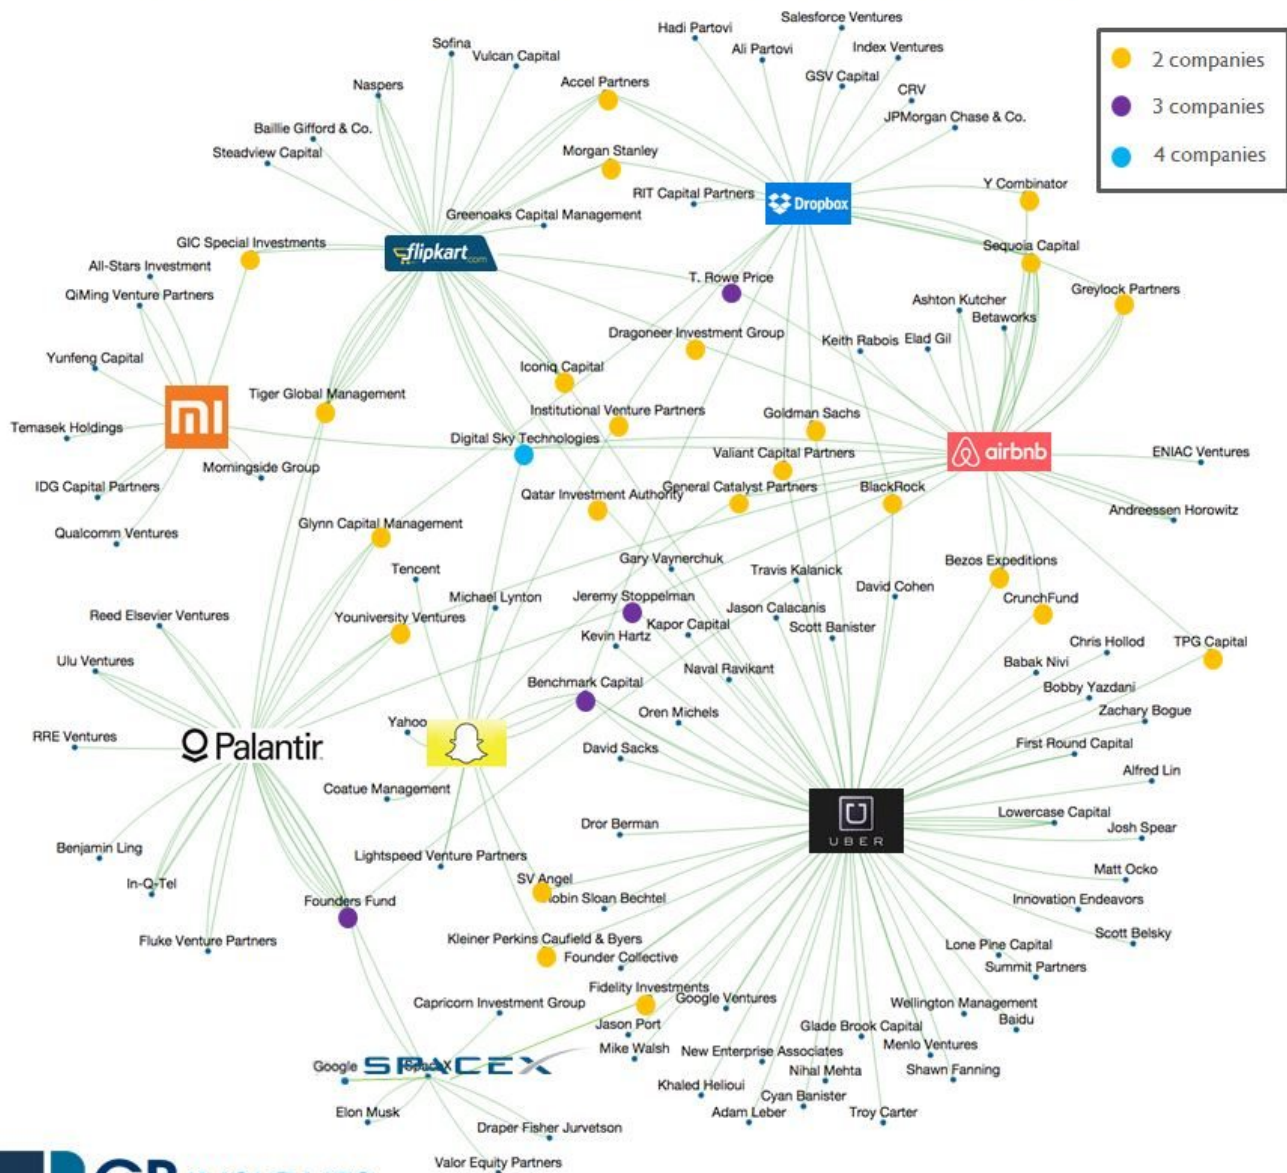 Hadi Partovi
Salesforce Ventures
Sofina
Vulcan Capital
Ali Partovi
Index Ventures
2 companies
Naspers
Accel Partners
GSV Capital
CRV
3 companies
Baillie Gifford & Co.
JPMorgan Chase & Co.
Steadview Capital
Morgan Stanley
4 companies
RIT Capital Partners
Dropbox
Y Combinator
Greenoaks Capital Management
GIC Special Investments
flipkart.com
Sequoia Capital
All-Stars Investment
T. Rowe Price
QiMing Venture Partners
Greylock Partners
Ashton Kutcher
Betaworks
Dragoneer Investment Group
Keith Rabois
Elad Gil
Yunfeng Capital
Iconiq Capital
mi
Tiger Global Management
Institutional Venture Partners
Goldman Sachs
Temasek Holdings
Digital Sky Technologies
Valiant Capital Partners
airbnb
ENIAC Ventures
Morningside Group
IDG Capital Partners
Qatar Investment Authority
General Catalyst Partners
BlackRock
Andreessen Horowitz
Qualcomm Ventures
Glynn Capital Management
Gary Vaynerchuk
Bezos Expeditions
Tencent
Travis Kalanick
David Cohen
Michael Lynton
Jeremy Stoppelman
CrunchFund
Reed Elsevier Ventures
Youniversity Ventures
Jason Calacanis
Kapor Capital
Scott Banister
Kevin Hartz
Chris Hollod
TPG Capital
Ulu Ventures
Naval Ravikant
Babak Nivi
Benchmark Capital
Bobby Yazdani
Oren Michels
Zachary Bogue
RRE Ventures
Palantir
Yahoo
David Sacks
First Round Capital
Alfred Lin
Coatue Management
UBER
Lowercase Capital
Dror Berman
Josh Spear
Benjamin Ling
Lightspeed Venture Partners
Matt Ocko
In-Q-Tel
SV Angel
Robin Sloan Bechtel
Innovation Endeavors
Founders Fund
Fluke Venture Partners
Kleiner Perkins Caufield & Byers
Scott Belsky
Founder Collective
Lone Pine Capital
Summit Partners
Fidelity Investments
Capricorn Investment Group
Google Ventures
Wellington Management
Jason Port
Glade Brook Capital
Baidu
Mike Walsh
New Enterprise Associates
Menlo Ventures
Google
SPACEX
SpaceX
Nihal Mehta
Shawn Fanning
Khaled Helioui
Cyan Banister
Elon Musk
Adam Leber
Troy Carter
Draper Fisher Jurvetson
Valor Equity Partners
CB INSIGHTS